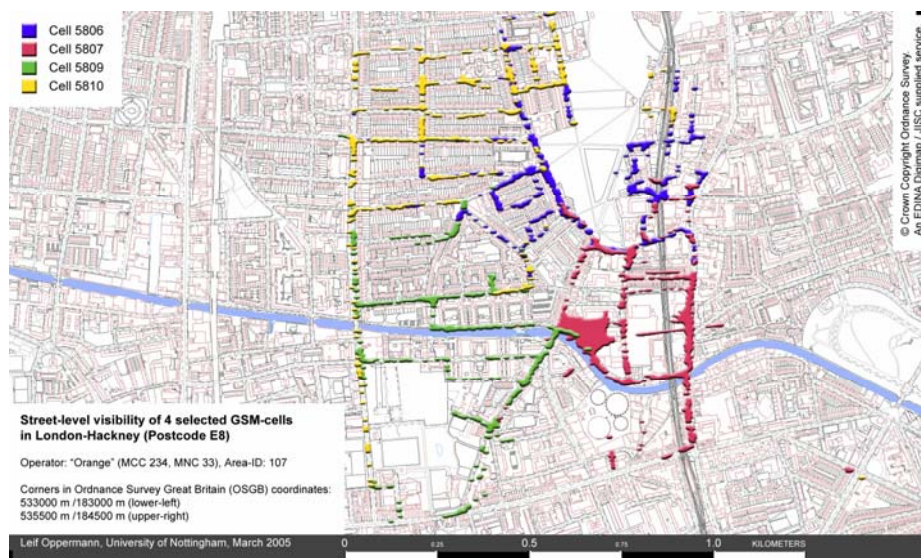 Cell 5806
Cell 5807
Cell 5809
Cell 5810
© Crown Copyright Ordnance Survey.
An EDINA Digimap / JISC supplied service
Street-level visibility of 4 selected GSM-cells
in London-Hackney (Postcode E8)
Operator: "Orange" (MCC 234, MNC 33), Area-ID: 107
Corners in Ordnance Survey Great Britain (OSGB) coordinates:
533000 m /183000 m (lower-left)
535500 m /184500 m (upper-right)
Leif Oppermann, University of Nottingham, March 2005
0 0.25 0.5 0.75 1.0 KILOMETERS